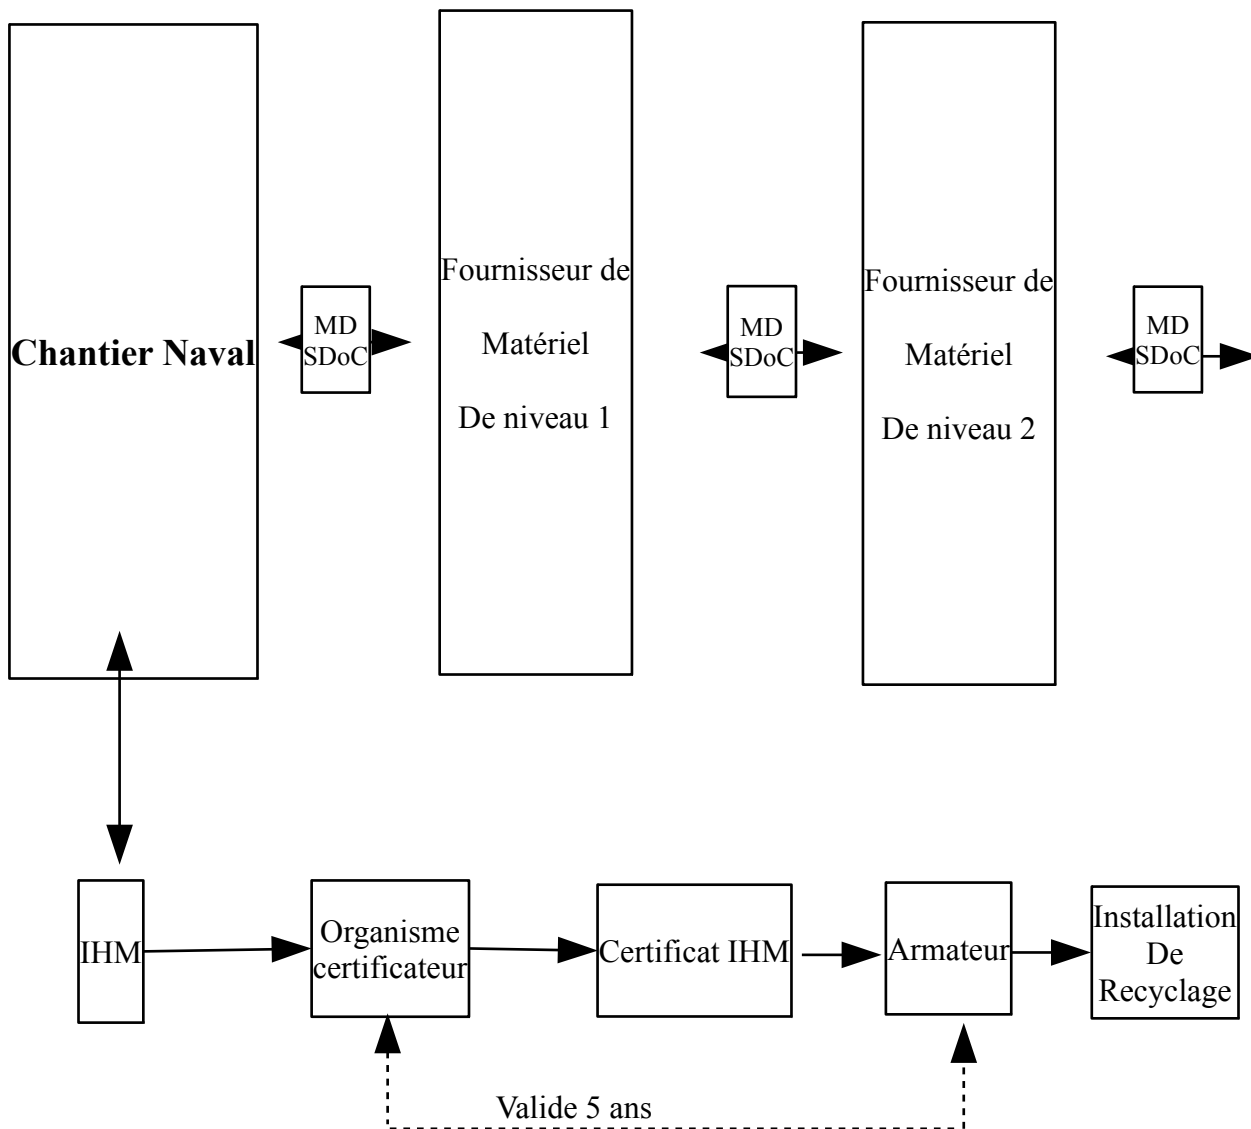 Chantier Naval
MD
SDoC
Fournisseur de
Matériel
De niveau 1
MD
SDoC
Fournisseur de
Matériel
De niveau 2
MD
SDoC
IHM
Organisme
certificateur
Certificat IHM
Armateur
Installation
De
Recyclage
Valide 5 ans